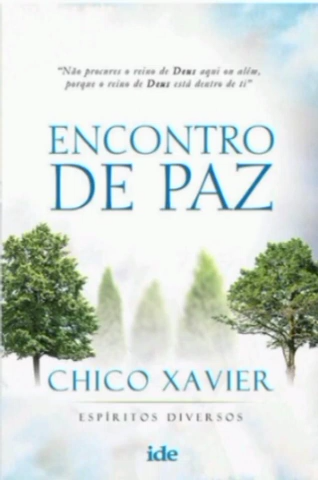 "Não procures o reino de Deus aqui ou além,
porque o reino de Deus está dentro de ti"
ENCONTRO
DE PAZ
CHICO XAVIER
ESPÍRITOS DIVERSOS
ide